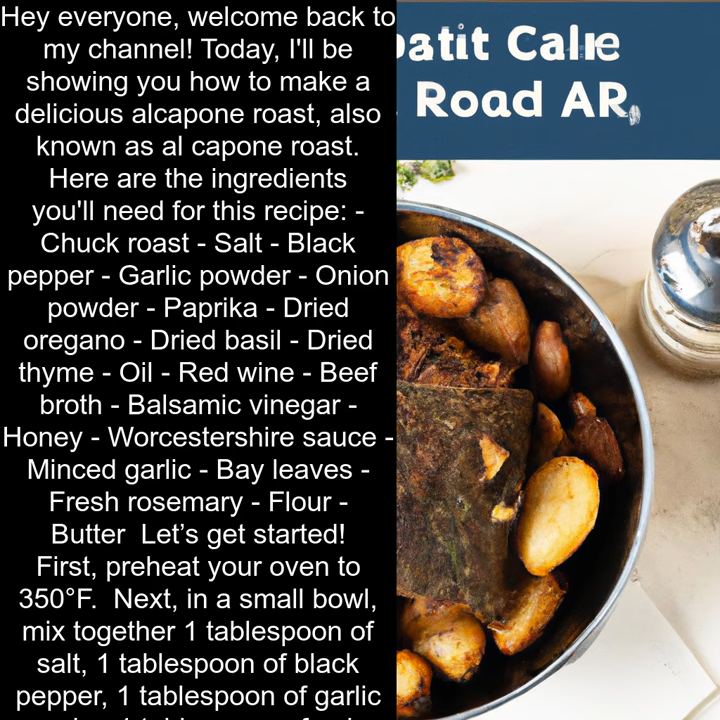 Hey everyone, welcome back to
my channel! Today, I'll be
showing you how to make a
delicious alcapone roast, also
known as al capone roast.
Here are the ingredients
you'll need for this recipe: -
Chuck roast - Salt - Black
pepper - Garlic powder - Onion
powder - Paprika - Dried
oregano - Dried basil - Dried
thyme - Oil - Red wine - Beef
broth - Balsamic vinegar -
Honey - Worcestershire sauce -
Minced garlic - Bay leaves -
Fresh rosemary - Flour -
Butter  Let’s get started!
First, preheat your oven to
350°F.  Next, in a small bowl,
mix together 1 tablespoon of
salt, 1 tablespoon of black
pepper, 1 tablespoon of garlic
Road AR